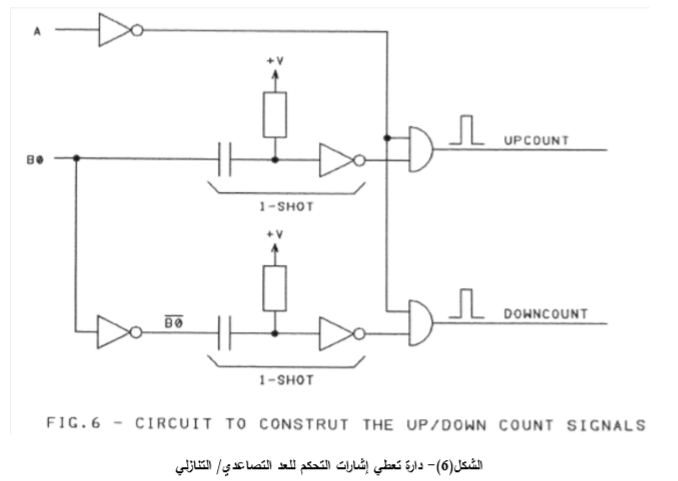 A
+V
UPCOUNT
B0
1-SHOT
+V
DOWNCOUNT
B0
1-SHOT
FIG.6 - CIRCUIT TO CONSTRUT THE UP/DOWN COUNT SIGNALS
الشكل(6)- دارة تعطي إشارات التحكم للعد التصاعدي/ التنازلي